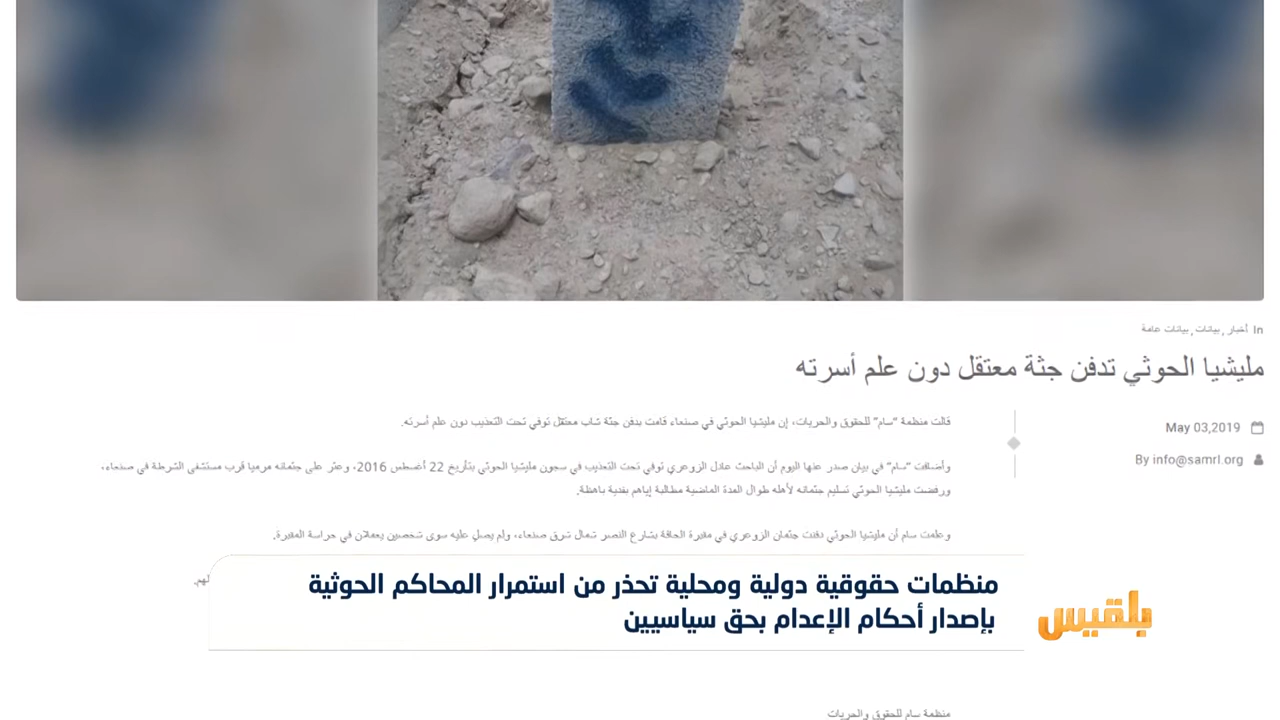 In أخبار ,بيانات ,بيانات عامة
مليشيا الحوثي تدفن جثة معتقل دون علم أسرته
May 03,2019
By info@samrl.org
قالت منظمة "سام" للحقوق والحريات، إن مليشيا الحوثي في صنعاء قامت بدفن جثة شاب معتقل توفي تحت التعذيب دون علم أسرته.
وأضافت "سام" في بيان صدر عنها اليوم أن الباحث عادل الزوعري توفي تحت التعذيب في سجون مليشيا الحوثي بتأريخ 22 أغسطس 2016، وعثر على جثمانه مرميا قرب مستشفى الشرطة في صنعاء،
ورفضت مليشيا الحوثي تسليم جثمانه لأهله طوال المدة الماضية مطالبة إياهم بفدية باهظة.
وعلمت سام أن مليشيا الحوثي دفنت جثمان الزوعري في مقبرة الحافة بشارع النصر شمال شرق صنعاء، ولم يصل عليه سوى شخصين يعملان في حراسة المقبرة.
منظمات حقوقية دولية ومحلية تحذر من استمرار المحاكم الحوثية
بإصدار أحكام الإعدام بحق سياسيين
بلقيس
منظمة سام للحقوق والحريات